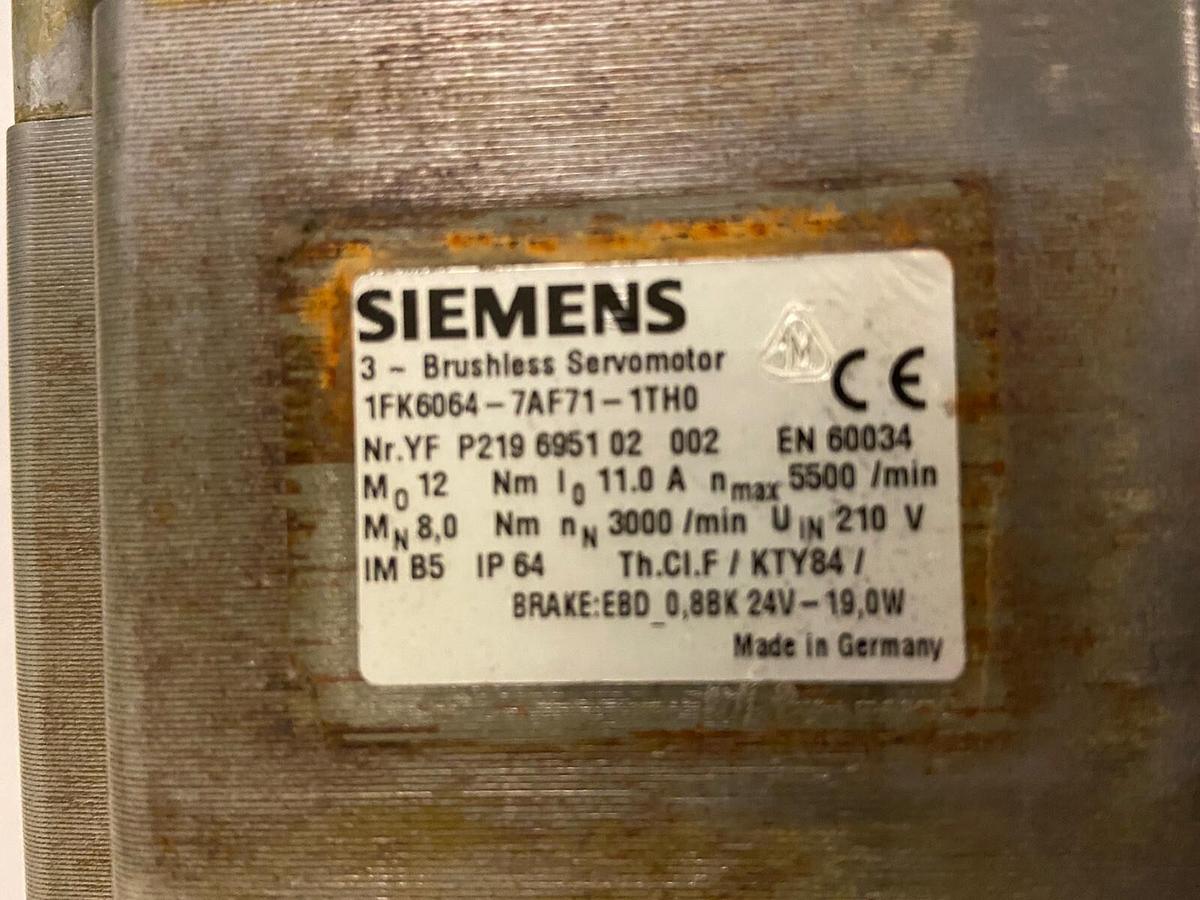 SIEMENS
M
CE
3 ~ Brushless Servomotor
1FK6064-7AF71-1TH0
Nr.YF P219 6951 02 002 EN 60034
M0 12 Nm I0 11.0 A nmax 5500 /min
MN 8,0 Nm nN 3000 /min UIN 210 V
IM B5 IP 64 Th.Cl.F / KTY84 /
BRAKE:EBD_0,8BK 24V-19,0W
Made in Germany